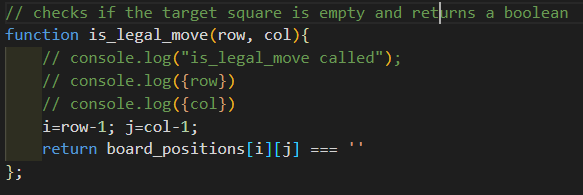 // checks if the target square is empty and returns a boolean
function is_legal_move(row, col){
    // console.log("is_legal_move called");
    // console.log({row})
    // console.log({col})
    i=row-1; j=col-1;
    return board_positions[i][j] === ''
};